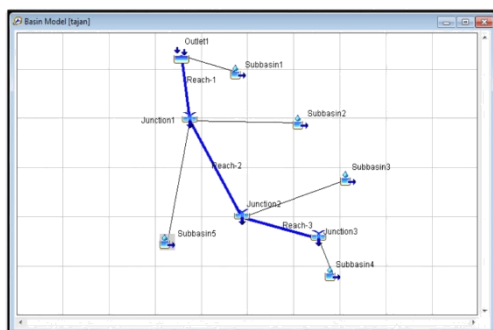 Basin Model [tajan]
Outlet1
Subbasin1
Reach-1
Junction1
Subbasin2
Reach-2
Subbasin3
Junction2
Reach-3
Junction3
Subbasin5
Subbasin4